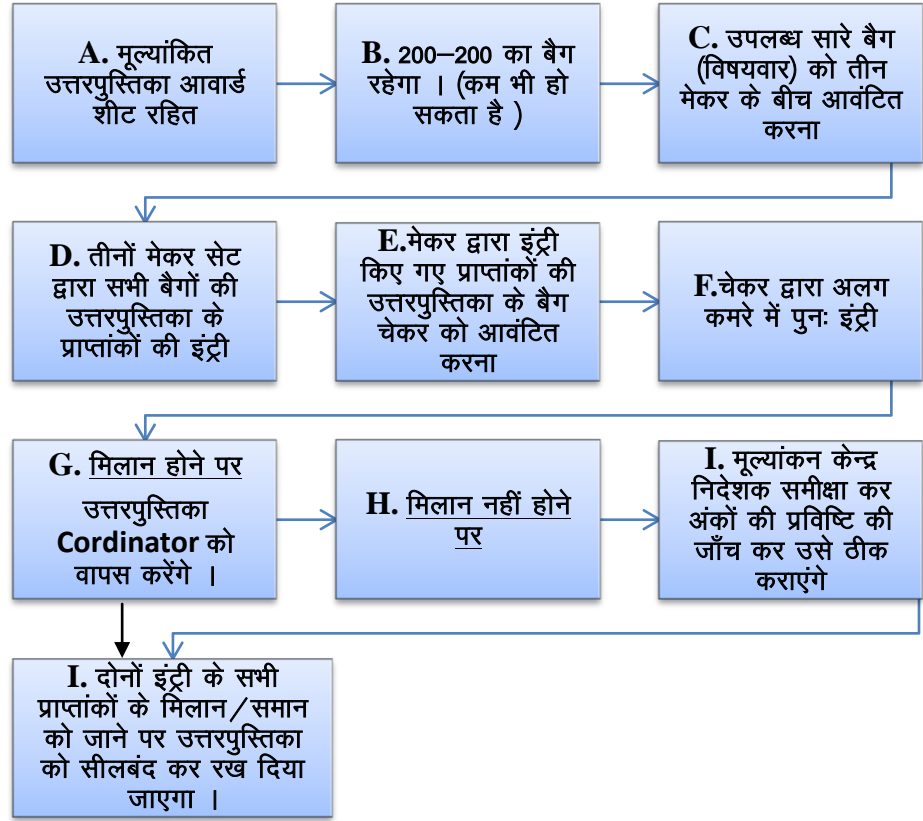 A. मूल्यांकित
उत्तरपुस्तिका आवार्ड
शीट रहित
B. 200–200 का बैग
रहेगा । (कम भी हो
सकता है )
C. उपलब्ध सारे बैग
(विषयवार) को तीन
मेकर के बीच आवंटित
करना
D. तीनों मेकर सेट
द्वारा सभी बैगों की
उत्तरपुस्तिका के
प्राप्तांकों की इंट्री
E.मेकर द्वारा इंट्री
किए गए प्राप्तांकों की
उत्तरपुस्तिका के बैग
चेकर को आवंटित
करना
F.चेकर द्वारा अलग
कमरे में पुनः इंट्री
G. मिलान होने पर
उत्तरपुस्तिका
Cordinator को
वापस करेंगे ।
H. मिलान नहीं होने
पर
I. मूल्यांकन केन्द्र
निदेशक समीक्षा कर
अंकों की प्रविष्टि की
जाँच कर उसे ठीक
कराएंगे
I. दोनों इंट्री के सभी
प्राप्तांकों के मिलान/समान
को जाने पर उत्तरपुस्तिका
को सीलबंद कर रख दिया
जाएगा ।